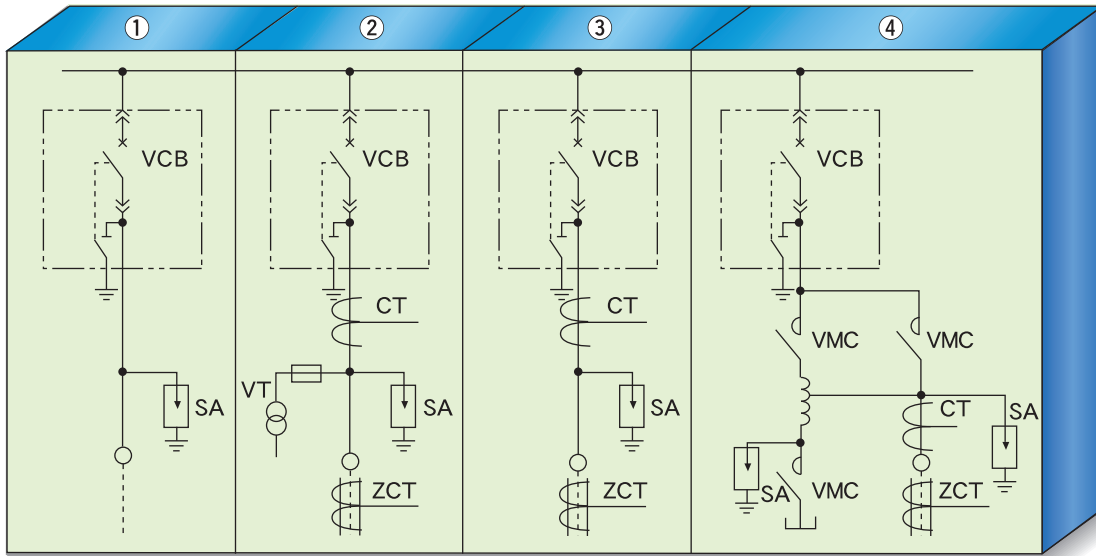 ① ② ③ ④
VCB VCB VCB VCB
CT CT
VMC VMC
VT
SA SA SA
CT SA
ZCT ZCT SA VMC ZCT